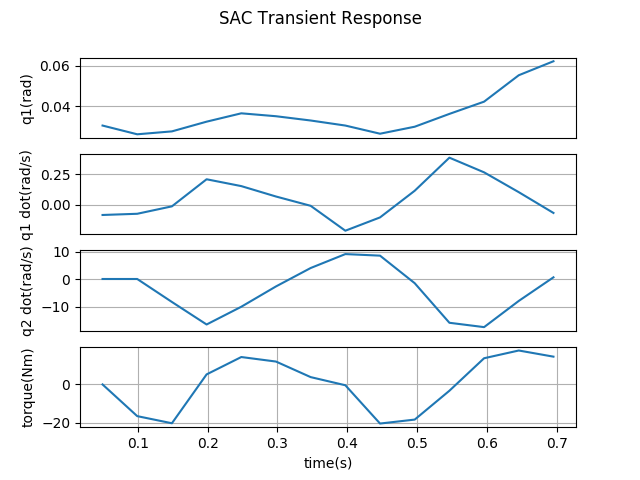 SAC Transient Response
q1(rad)
0.06
0.04
q1 dot(rad/s)
0.25
0.00
q2 dot(rad/s)
10
0
−10
torque(Nm)
0
−20
0.1 0.2 0.3 0.4 0.5 0.6 0.7
time(s)